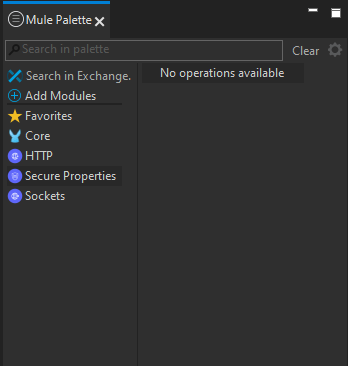 Mule Palette
Search in palette
Clear
Search in Exchange.
No operations available
Add Modules
Favorites
Core
HTTP
Secure Properties
Sockets